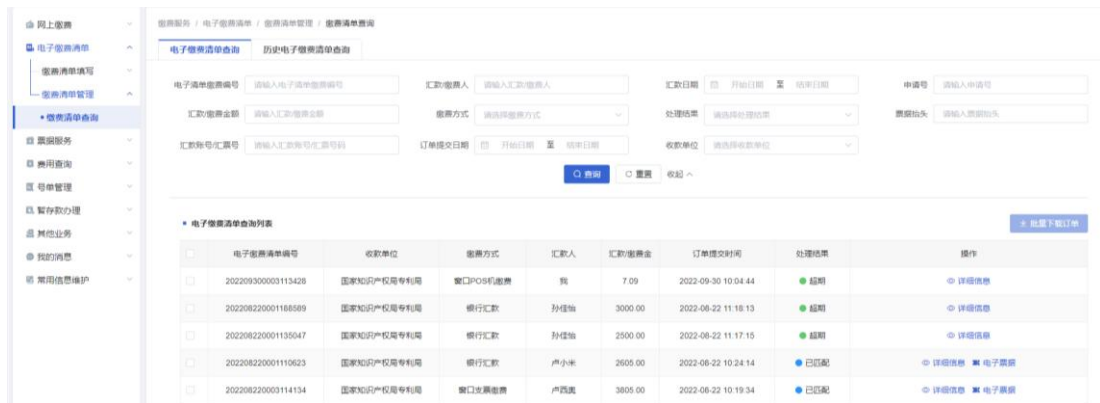 网上缴费
电子缴费清单
缴费清单填写
缴费清单管理
缴费清单查询
票据服务
费用查询
号单管理
暂存款办理
其他业务
我的消息
常用信息维护
缴费服务 / 电子缴费清单 / 缴费清单管理 / 缴费清单查询
电子缴费清单查询 历史电子缴费清单查询
电子清单缴费编号 请输入电子清单缴费编号 汇款/缴费人 请输入汇款/缴费人 汇款日期 开始日期 至 结束日期 申请号 请输入申请号
汇款/缴费金额 请输入汇款/缴费金额 缴费方式 请选择缴费方式 处理结果 请选择处理结果 票据抬头 请输入票据抬头
汇款账号/汇票号 请输入汇款账号/汇票号码 订单提交日期 开始日期 至 结束日期 收款单位 请选择收款单位
查询 重置 收起
电子缴费清单查询列表 批量下载订单
电子缴费清单编号 收款单位 缴费方式 汇款人 汇款/缴费金 订单提交时间 处理结果 操作
202209300003113428 国家知识产权局专利局 窗口POS机缴费 我 7.09 2022-09-30 10:04:44 超期 详细信息
202208220001168589 国家知识产权局专利局 银行汇款 孙佳怡 3000.00 2022-08-22 11:18:13 超期 详细信息
202208220001135047 国家知识产权局专利局 银行汇款 孙佳怡 2500.00 2022-08-22 11:17:15 超期 详细信息
202208220001110623 国家知识产权局专利局 银行汇款 卢小米 2605.00 2022-08-22 10:24:14 已匹配 详细信息 电子票据
202208220003114134 国家知识产权局专利局 窗口支票缴费 卢西奥 3805.00 2022-08-22 10:19:34 已匹配 详细信息 电子票据